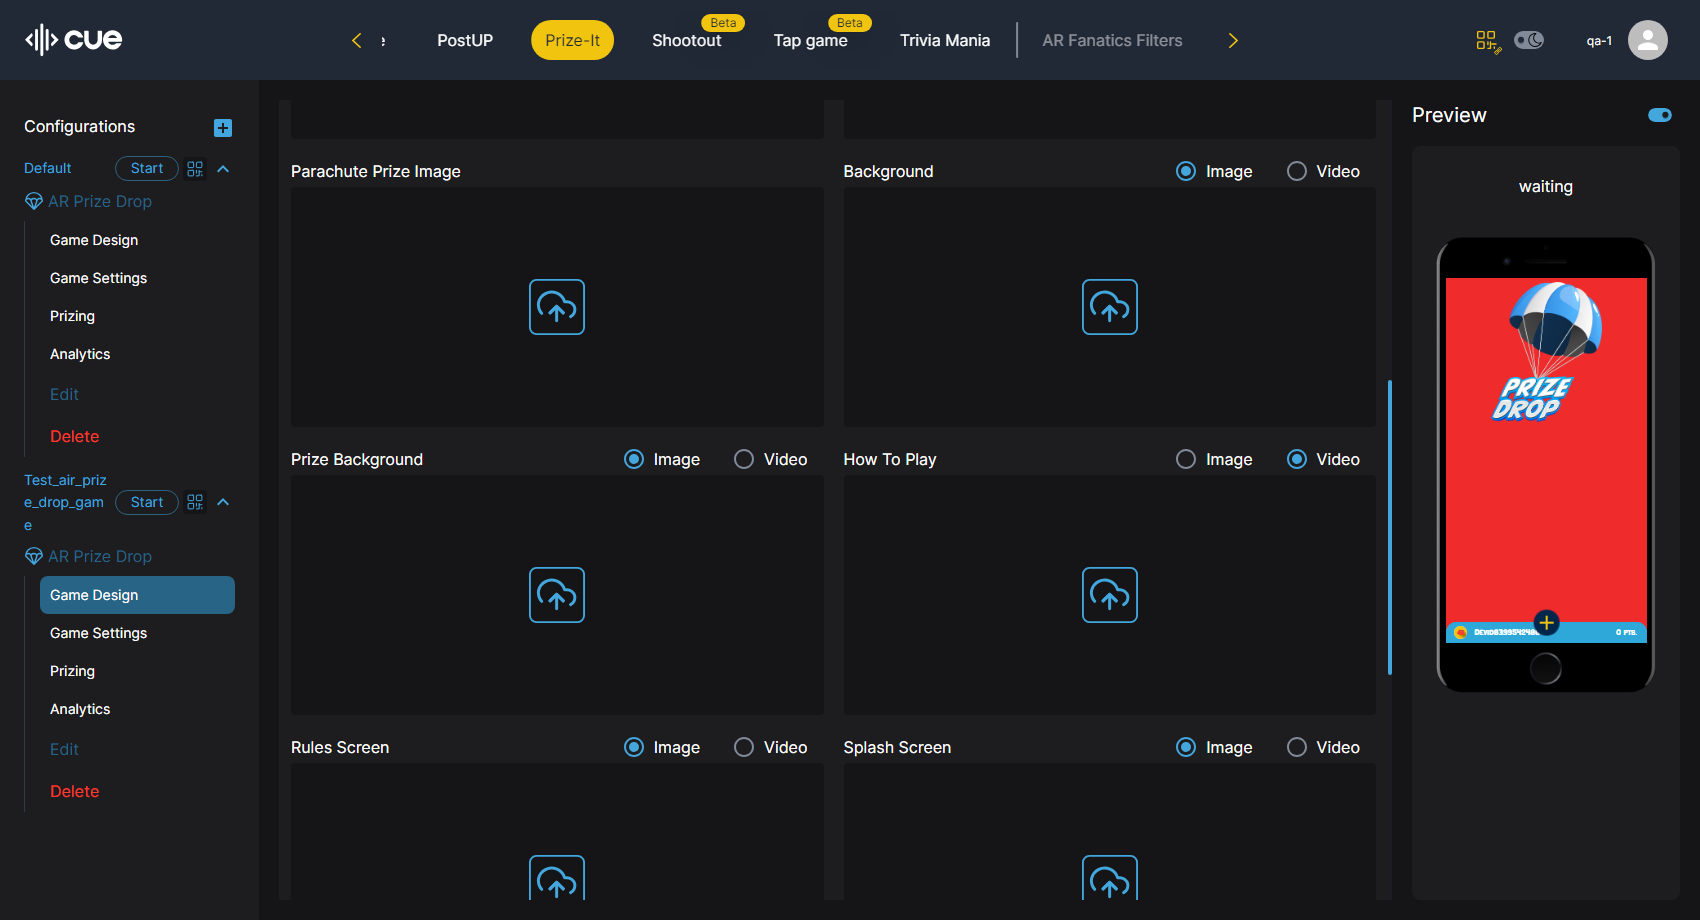 cue
PostUP
Prize-It
Beta
Shootout
Beta
Tap game
Trivia Mania
AR Fanatics Filters
qa-1
Configurations
Default
Start
AR Prize Drop
Game Design
Game Settings
Prizing
Analytics
Edit
Delete
Test_air_priz
e_drop_gam
e
Start
AR Prize Drop
Game Design
Game Settings
Prizing
Analytics
Edit
Delete
Parachute Prize Image
Background
Image
Video
Prize Background
Image
Video
How To Play
Image
Video
Rules Screen
Image
Video
Splash Screen
Image
Video
Preview
waiting
PRIZE
DROP
0 PTS.